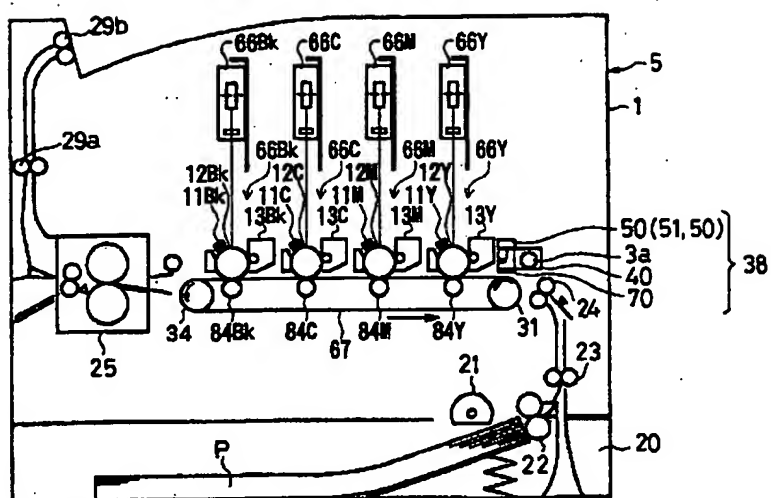 29b
66Bk 66C 66M 66Y
5
1
29a
66Bk 66C 66M 66Y
12Bk 12C 12M 12Y
11Bk 11C 11M 11Y
13Bk 13C 13M 13Y
50(51,50)
3a
40
70
38
24
34 84Bk 84C 84M 84Y 31
67
25
23
21
22
20
P